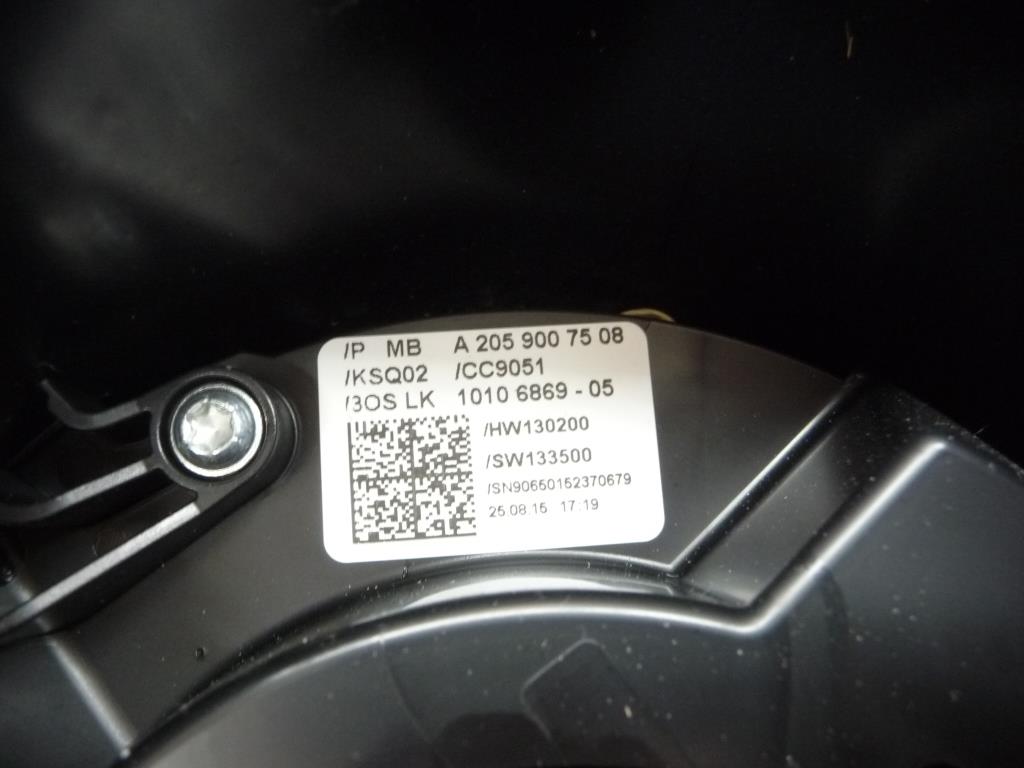 /P MB A 205 900 75 08
/KSQ02 /CC9051
/3OS LK 1010 6869 - 05
/HW130200
/SW133500
/SN90650152370679
25.08.15 17:19